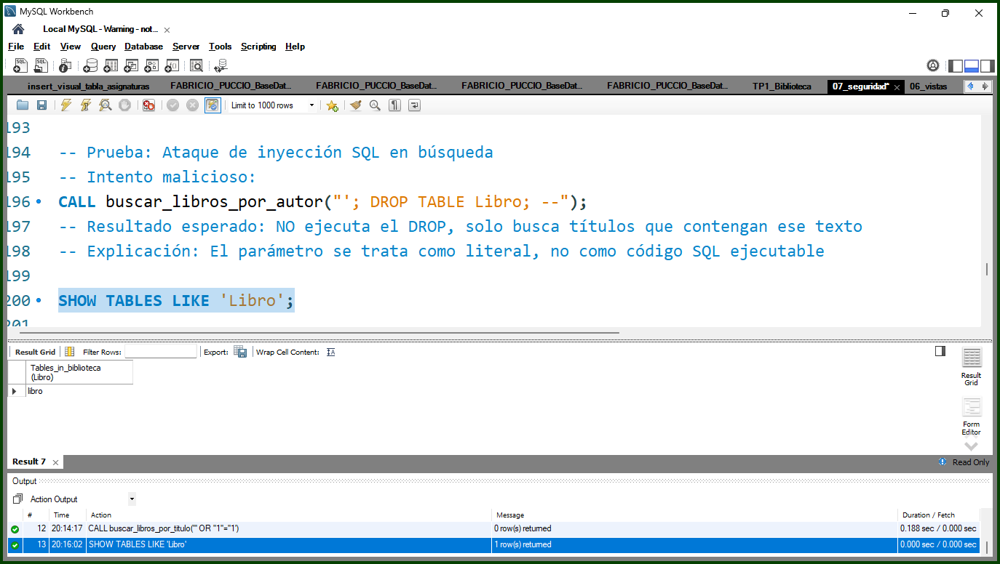 MySQL Workbench
Local MySQL - Warning - not...
File Edit View Query Database Server Tools Scripting Help
insert_visual_tabla_asignaturas FABRICIO_PUCCIO_BaseDat... FABRICIO_PUCCIO_BaseDat... FABRICIO_PUCCIO_BaseDat... FABRICIO_PUCCIO_BaseDat... TP1_Biblioteca 07_seguridad* 06_vistas
Limit to 1000 rows
193
194 -- Prueba: Ataque de inyección SQL en búsqueda
195 -- Intento malicioso:
196 CALL buscar_libros_por_autor("'; DROP TABLE Libro; --");
197 -- Resultado esperado: NO ejecuta el DROP, solo busca títulos que contengan ese texto
198 -- Explicación: El parámetro se trata como literal, no como código SQL ejecutable
199
200 SHOW TABLES LIKE 'Libro';
201
Result Grid Filter Rows: Export: Wrap Cell Content:
Tables_in_biblioteca
(Libro)
libro
Result
Grid
Form
Editor
Result 7 Read Only
Output
Action Output
# Time Action Message Duration / Fetch
12 20:14:17 CALL buscar_libros_por_titulo("' OR "1"="1") 0 row(s) returned 0.188 sec / 0.000 sec
13 20:16:02 SHOW TABLES LIKE 'Libro' 1 row(s) returned 0.000 sec / 0.000 sec